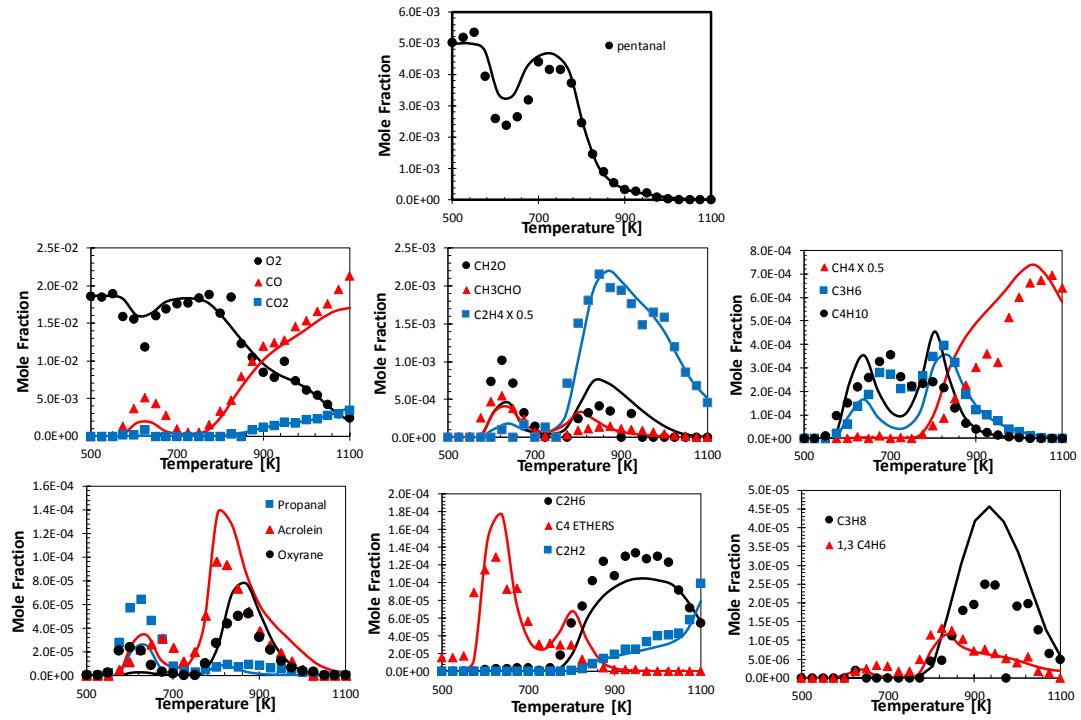 6.0E-03
5.0E-03
4.0E-03
3.0E-03
2.0E-03
1.0E-03
0.0E+00
Mole Fraction
pentanal
500 700 900 1100
Temperature [K]
2.5E-02
2.0E-02
1.5E-02
1.0E-02
5.0E-03
0.0E+00
Mole Fraction
O2
CO
CO2
500 600 700 800 900 1000 1100
Temperature [K]
2.5E-03
2.0E-03
1.5E-03
1.0E-03
5.0E-04
0.0E+00
Mole Fraction
CH2O
CH3CHO
C2H4 X 0.5
500 600 700 800 900 1000 1100
Temperature [K]
8.0E-04
7.0E-04
6.0E-04
5.0E-04
4.0E-04
3.0E-04
2.0E-04
1.0E-04
0.0E+00
Mole Fraction
CH4 X 0.5
C3H6
C4H10
500 600 700 800 900 1000 1100
Temperature [K]
1.6E-04
1.4E-04
1.2E-04
1.0E-04
8.0E-05
6.0E-05
4.0E-05
2.0E-05
0.0E+00
Mole Fraction
Propanal
Acrolein
Oxyrane
500 700 900 1100
Temperature [K]
2.0E-04
1.8E-04
1.6E-04
1.4E-04
1.2E-04
1.0E-04
8.0E-05
6.0E-05
4.0E-05
2.0E-05
0.0E+00
Mole Fraction
C2H6
C4 ETHERS
C2H2
500 700 900 1100
Temperature [K]
5.0E-05
4.5E-05
4.0E-05
3.5E-05
3.0E-05
2.5E-05
2.0E-05
1.5E-05
1.0E-05
5.0E-06
0.0E+00
Mole Fraction
C3H8
1,3 C4H6
500 600 700 800 900 1000 1100
Temperature [K]